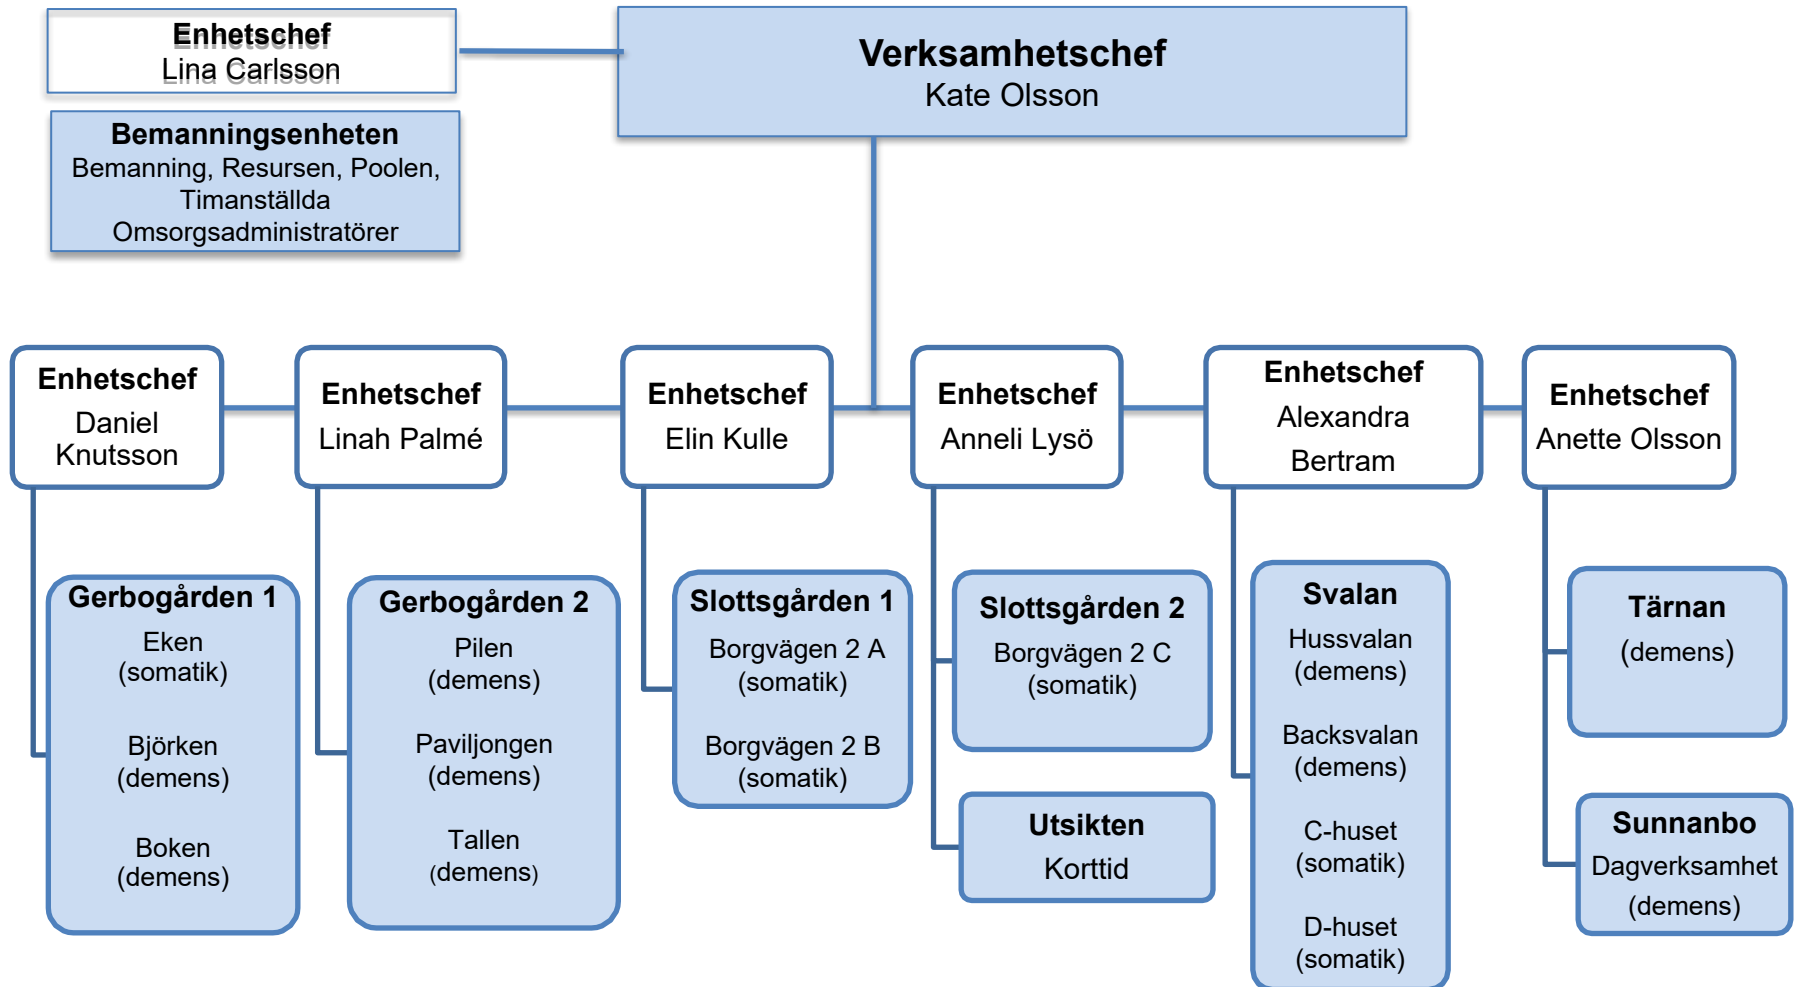 Enhetschef
Lina Carlsson
Verksamhetschef
Kate Olsson
Bemanningsenheten
Bemanning, Resursen, Poolen,
Timanställda
Omsorgsadministratörer
Enhetschef
Daniel
Knutsson
Enhetschef
Linah Palmé
Enhetschef
Elin Kulle
Enhetschef
Anneli Lysö
Enhetschef
Alexandra
Bertram
Enhetschef
Anette Olsson
Gerbogården 1
Eken
(somatik)
Björken
(demens)
Boken
(demens)
Gerbogården 2
Pilen
(demens)
Paviljongen
(demens)
Tallen
(demens)
Slottsgården 1
Borgvägen 2 A
(somatik)
Borgvägen 2 B
(somatik)
Slottsgården 2
Borgvägen 2 C
(somatik)
Utsikten
Korttid
Svalan
Hussvalan
(demens)
Backsvalan
(demens)
C-huset
(somatik)
D-huset
(somatik)
Tärnan
(demens)
Sunnanbo
Dagverksamhet
(demens)